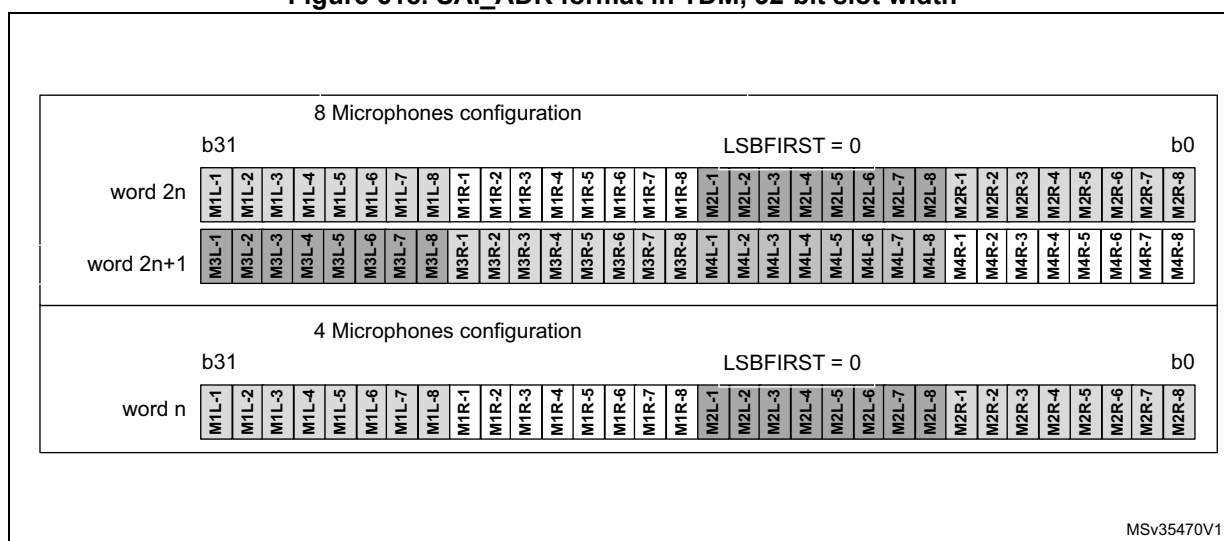 Figure SAI_ADR format in TDM, 32-bit slot width
8 Microphones configuration
b31 LSBFIRST = 0 b0
word 2n M1L-1 M1L-2 M1L-3 M1L-4 M1L-5 M1L-6 M1L-7 M1L-8 M1R-1 M1R-2 M1R-3 M1R-4 M1R-5 M1R-6 M1R-7 M1R-8 M2L-1 M2L-2 M2L-3 M2L-4 M2L-5 M2L-6 M2L-7 M2L-8 M2R-1 M2R-2 M2R-3 M2R-4 M2R-5 M2R-6 M2R-7 M2R-8
word 2n+1 M3L-1 M3L-2 M3L-3 M3L-4 M3L-5 M3L-6 M3L-7 M3L-8 M3R-1 M3R-2 M3R-3 M3R-4 M3R-5 M3R-6 M3R-7 M3R-8 M4L-1 M4L-2 M4L-3 M4L-4 M4L-5 M4L-6 M4L-7 M4L-8 M4R-1 M4R-2 M4R-3 M4R-4 M4R-5 M4R-6 M4R-7 M4R-8
4 Microphones configuration
b31 LSBFIRST = 0 b0
word n M1L-1 M1L-2 M1L-3 M1L-4 M1L-5 M1L-6 M1L-7 M1L-8 M1R-1 M1R-2 M1R-3 M1R-4 M1R-5 M1R-6 M1R-7 M1R-8 M2L-1 M2L-2 M2L-3 M2L-4 M2L-5 M2L-6 M2L-7 M2L-8 M2R-1 M2R-2 M2R-3 M2R-4 M2R-5 M2R-6 M2R-7 M2R-8
MSv35470V1